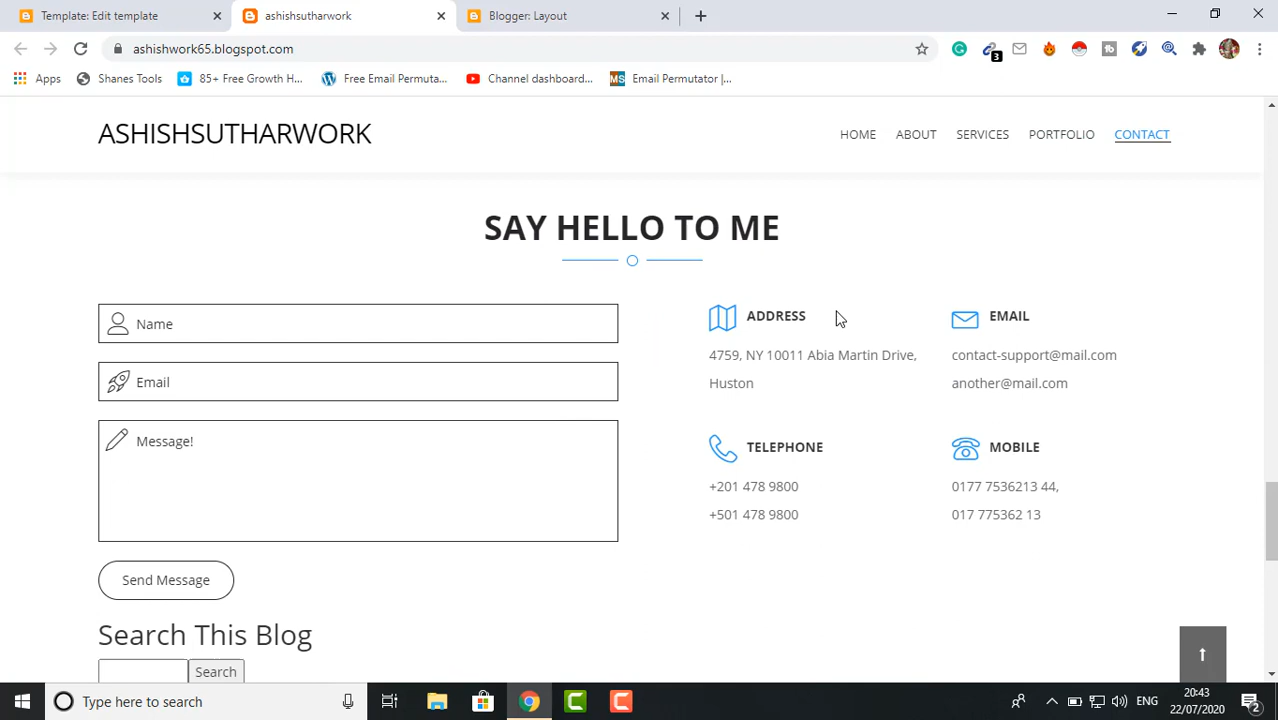 Template: Edit template
ashishsutharwork
Blogger: Layout
ashishwork65.blogspot.com
3
Apps
Shanes Tools
85+ Free Growth H...
Free Email Permuta...
Channel dashboard...
MS
Email Permutator |...
ASHISHSUTHARWORK
HOME
ABOUT
SERVICES
PORTFOLIO
CONTACT
SAY HELLO TO ME
Name
Email
Message!
Send Message
ADDRESS
4759, NY 10011 Abia Martin Drive,
Huston
EMAIL
contact-support@mail.com
another@mail.com
TELEPHONE
+201 478 9800
+501 478 9800
MOBILE
0177 7536213 44,
017 775362 13
Search This Blog
Search
Type here to search
ENG
20:43
22/07/2020
2